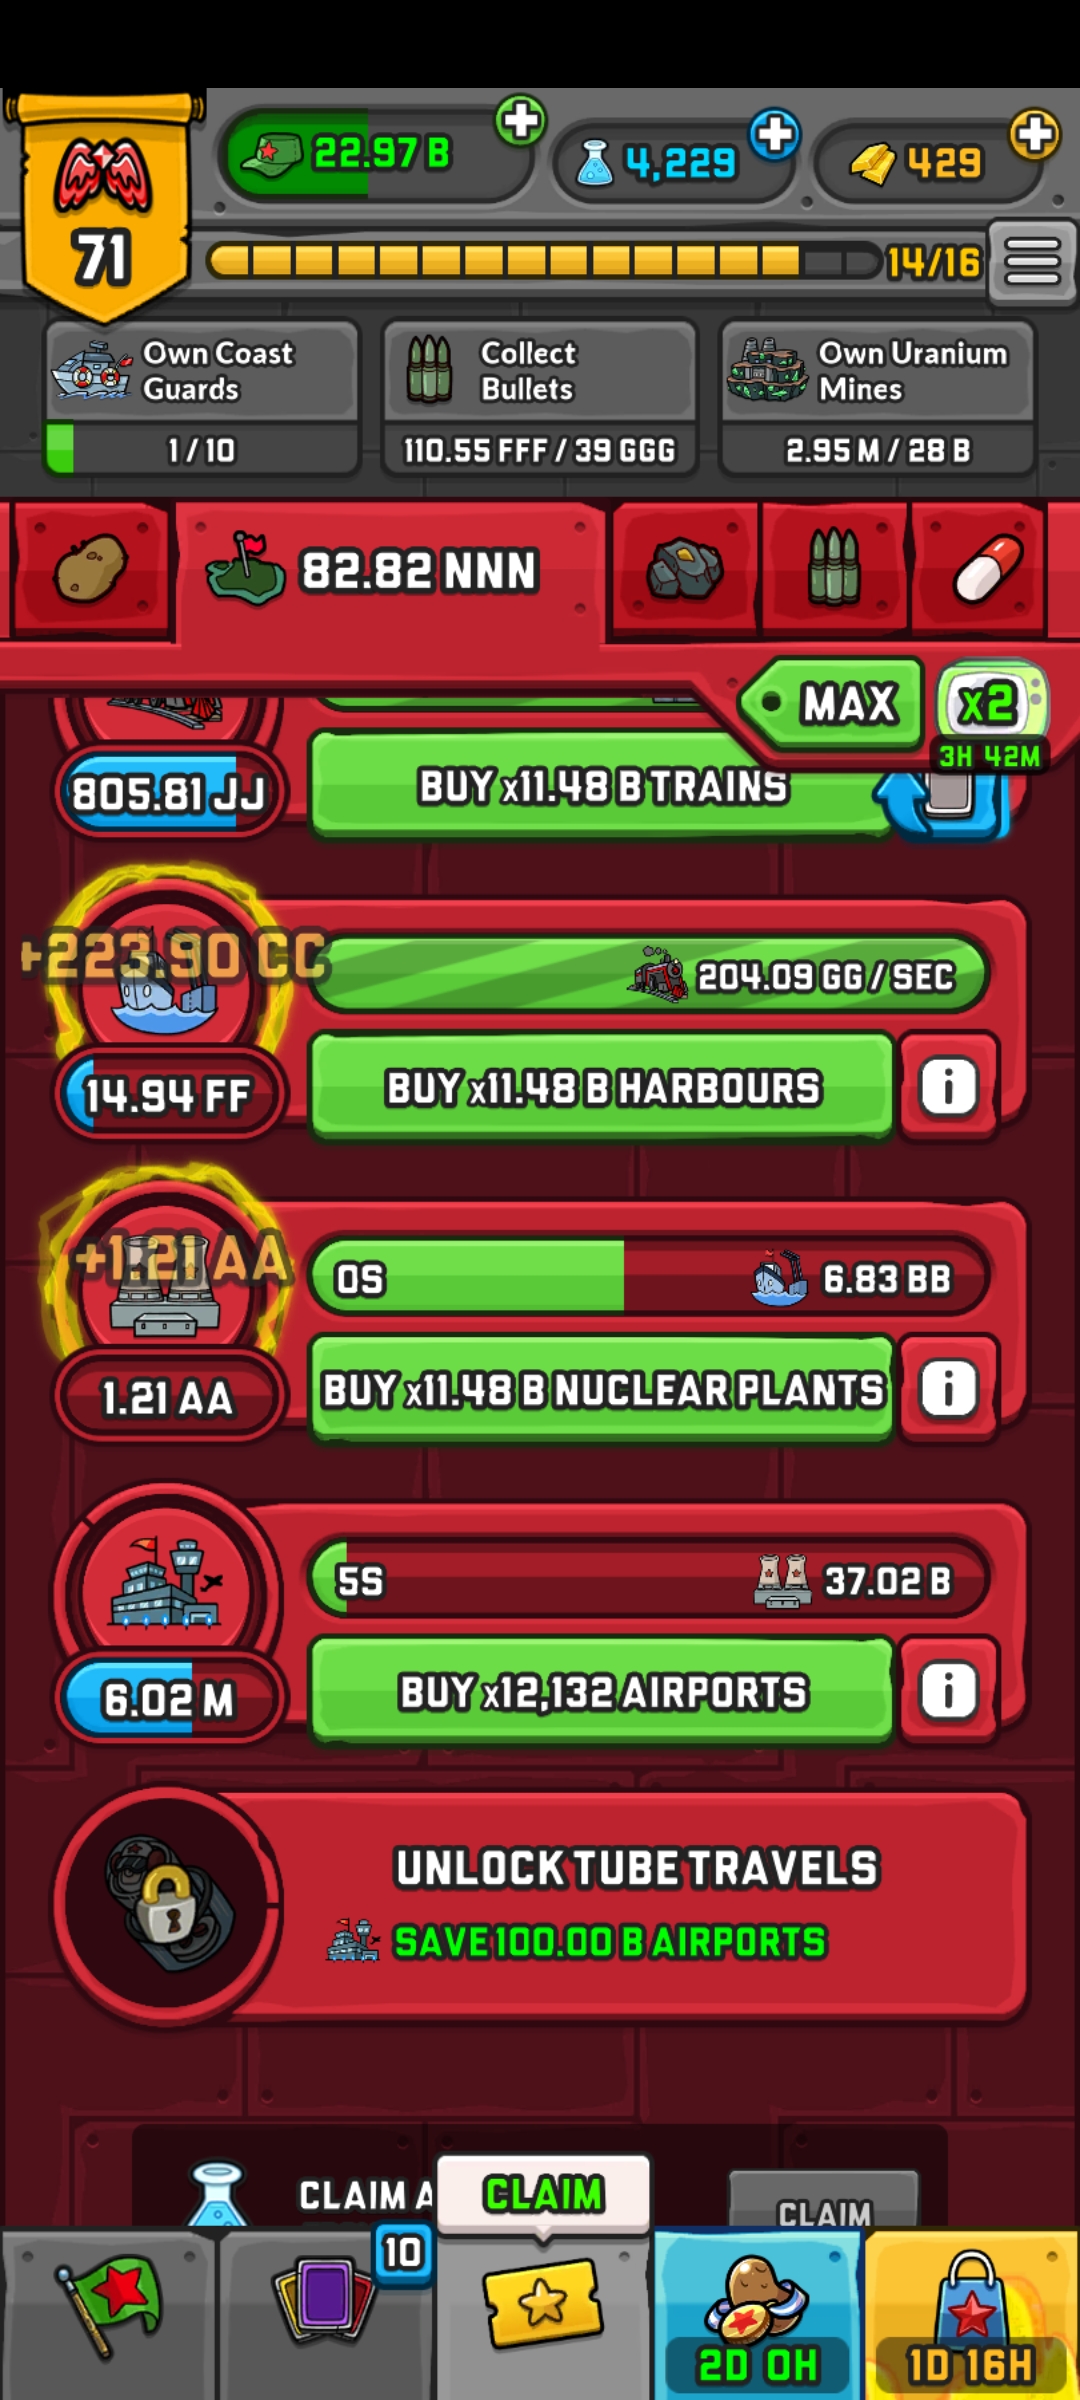 22.97 B
4,229
429
71
14/16
Own Coast
Guards
1 / 10
Collect
Bullets
110.55 FFF / 39 GGG
Own Uranium
Mines
2.95 M / 28 B
82.82 NNN
MAX
x2
3H 42M
805.81 JJ
BUY x11.48 B TRAINS
+223.90 CC
204.09 GG / SEC
14.94 FF
BUY x11.48 B HARBOURS
i
+1.21 AA
0S
6.83 BB
1.21 AA
BUY x11.48 B NUCLEAR PLANTS
i
5S
37.02 B
6.02 M
BUY x12,132 AIRPORTS
i
UNLOCK TUBE TRAVELS
SAVE 100.00 B AIRPORTS
CLAIM A
CLAIM
CLAIM
10
2D 0H
1D 16H